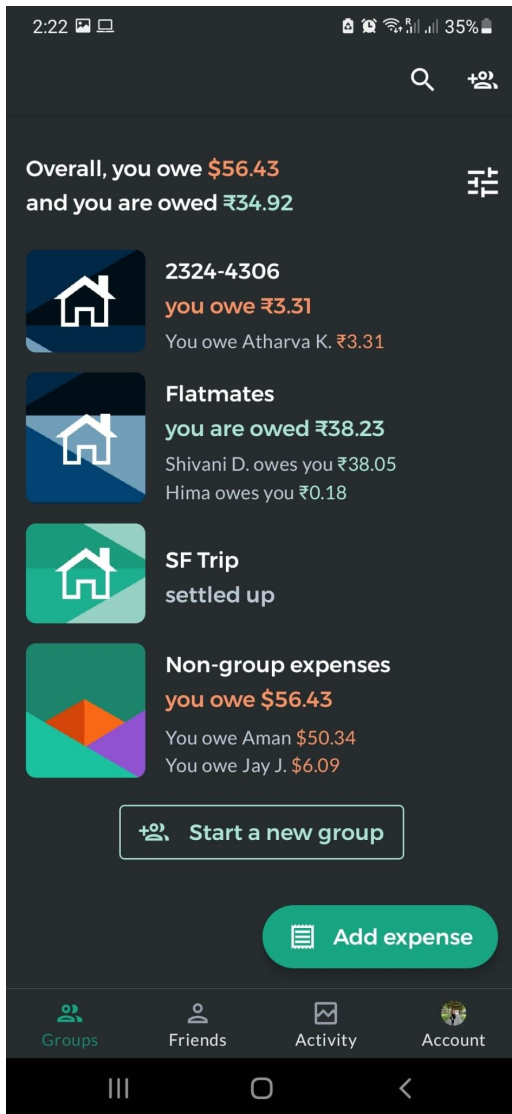 2:22
R
35%
Overall, you owe $56.43
and you are owed ₹34.92
2324-4306
you owe ₹3.31
You owe Atharva K. ₹3.31
Flatmates
you are owed ₹38.23
Shivani D. owes you ₹38.05
Hima owes you ₹0.18
SF Trip
settled up
Non-group expenses
you owe $56.43
You owe Aman $50.34
You owe Jay J. $6.09
Start a new group
Add expense
Groups Friends Activity Account